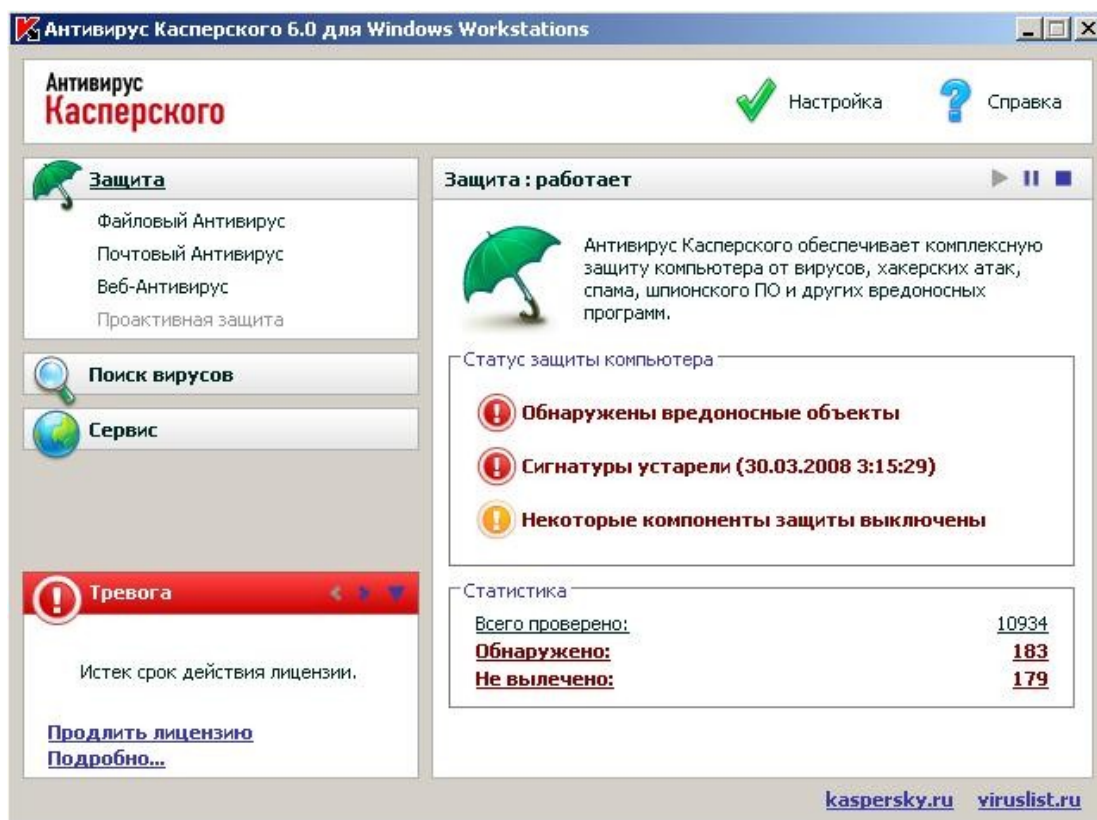 Антивирус Касперского 6.0 для Windows Workstations
Антивирус
Касперского
Настройка
Справка
Защита
Файловый Антивирус
Почтовый Антивирус
Веб-Антивирус
Проактивная защита
Поиск вирусов
Сервис
Тревога
Истек срок действия лицензии.
Продлить лицензию
Подробно...
Защита : работает
Антивирус Касперского обеспечивает комплексную
защиту компьютера от вирусов, хакерских атак,
спама, шпионского ПО и других вредоносных
программ.
Статус защиты компьютера
Обнаружены вредоносные объекты
Сигнатуры устарели (30.03.2008 3:15:29)
Некоторые компоненты защиты выключены
Статистика
Всего проверено: 10934
Обнаружено: 183
Не вылечено: 179
kaspersky.ru viruslist.ru